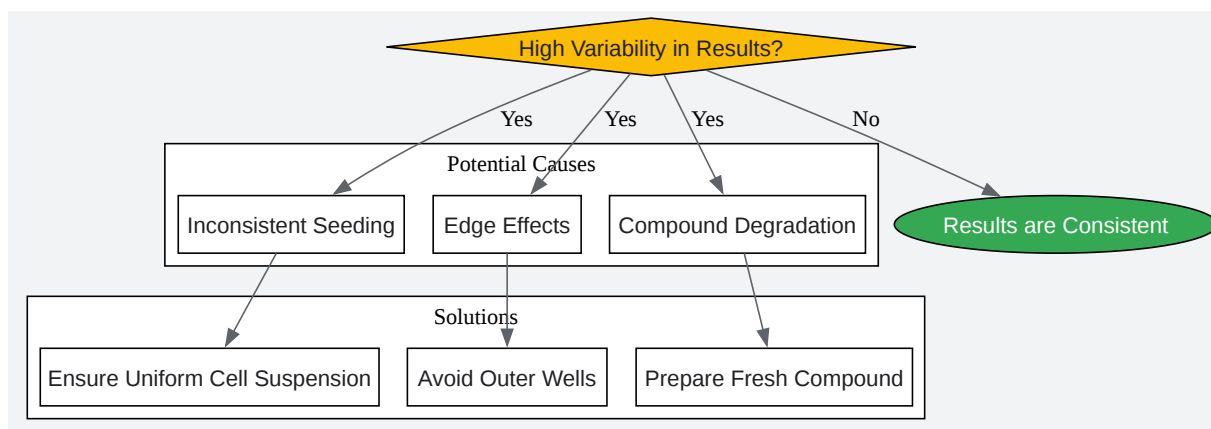 High Variability in Results?
Yes
Yes
Yes
No
Potential Causes
Inconsistent Seeding
Edge Effects
Compound Degradation
Results are Consistent
Solutions
Ensure Uniform Cell Suspension
Avoid Outer Wells
Prepare Fresh Compound